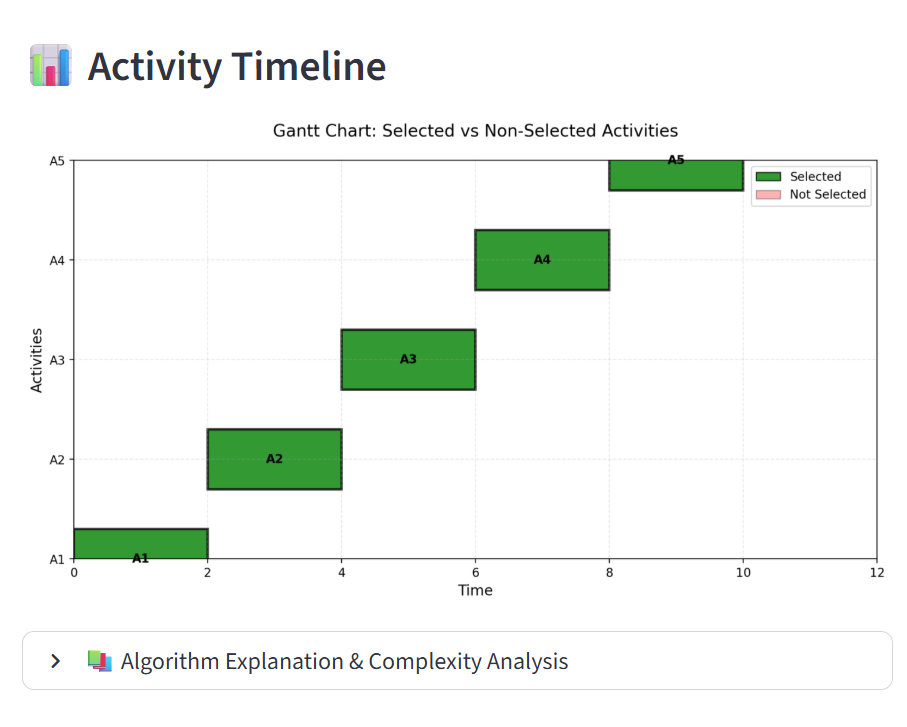 Activity Timeline
Gantt Chart: Selected vs Non-Selected Activities
A5
A5
Selected
Not Selected
A4
A4
Activities
A3
A3
A2
A2
A1
A1
0 2 4 6 8 10 12
Time
Algorithm Explanation & Complexity Analysis